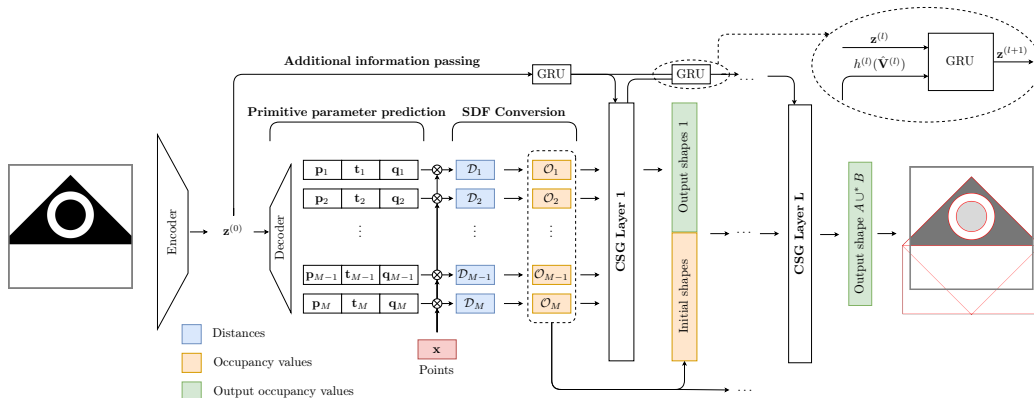 Additional information passing
GRU
GRU
...
z^(l)
h^(l)(V̂^(l))
GRU
z^(l+1)
Primitive parameter prediction
SDF Conversion
Encoder
z^(0)
Decoder
p_1 t_1 q_1 ⊗ D_1 O_1
p_2 t_2 q_2 ⊗ D_2 O_2
⋮ ⋮ ⋮
p_{M−1} t_{M−1} q_{M−1} ⊗ D_{M−1} O_{M−1}
p_M t_M q_M ⊗ D_M O_M
x
Points
CSG Layer 1
Output shapes 1
Initial shapes
...
...
CSG Layer L
Output shape A ∪* B
Distances
Occupancy values
Output occupancy values